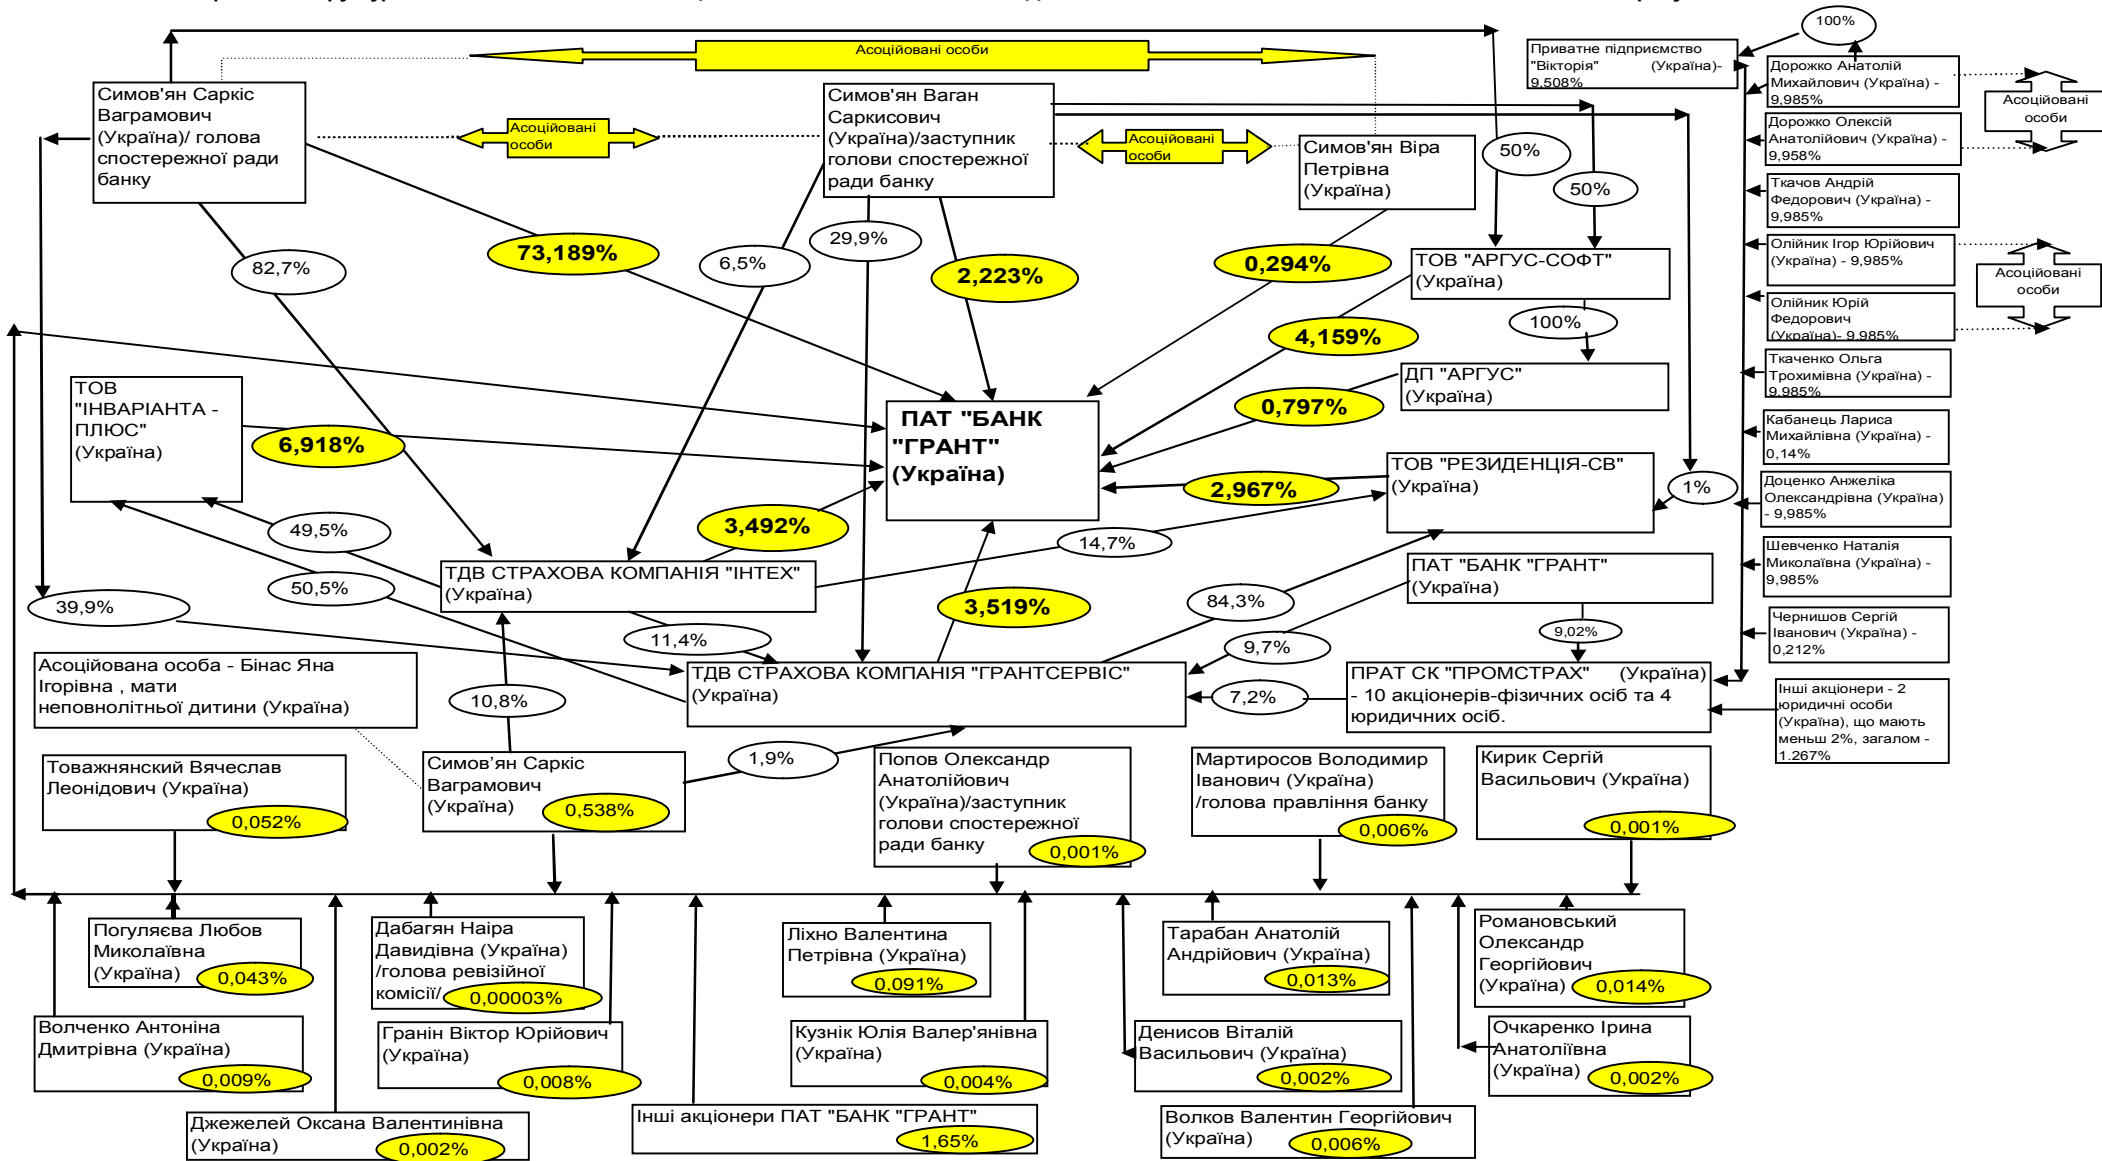 100%
Асоційовані особи
Приватне підприємство
"Вікторія" (Україна)-
9.508%
Симов'ян Саркіс
Ваграмович
(Україна)/ голова
спостережної ради
банку
Асоційовані
особи
Симов'ян Ваган
Саркисович
(Україна)/заступник
голови спостережної
ради банку
Асоційовані
особи
Симов'ян Віра
Петрівна
(Україна)
50%
50%
Дорожко Анатолій
Михайлович (Україна) -
9,985%
Асоційовані
особи
Дорожко Олексій
Анатолійович (Україна) -
9,958%
Ткачов Андрій
Федорович (Україна) -
9,985%
Олійник Ігор Юрійович
(Україна) - 9,985%
Асоційовані
особи
Олійник Юрій
Федорович
(Україна)- 9.985%
Ткаченко Ольга
Трохимівна (Україна) -
9.985%
Кабанець Лариса
Михайлівна (Україна) -
0,14%
Доценко Анжеліка
Олександрівна (Україна)
- 9,985%
Шевченко Наталія
Миколаївна (Україна) -
9,985%
Чернишов Сергій
Іванович (Україна) -
0,212%
Інші акціонери - 2
юридичні особи
(Україна), що мають
меньш 2%, загалом -
1.267%
82,7%
73,189%
6,5%
29,9%
2,223%
0,294%
ТОВ "АРГУС-СОФТ"
(Україна)
4,159%
100%
ДП "АРГУС"
(Україна)
0,797%
ТОВ
"ІНВАРІАНТА -
ПЛЮС"
(Україна)
6,918%
ПАТ "БАНК
"ГРАНТ"
(Україна)
ТОВ "РЕЗИДЕНЦІЯ-СВ"
(Україна)
2,967%
1%
49,5%
3,492%
14,7%
ТДВ СТРАХОВА КОМПАНІЯ "ІНТЕХ"
(Україна)
50,5%
39,9%
3,519%
84,3%
ПАТ "БАНК "ГРАНТ"
(Україна)
11,4%
9,7%
9,02%
Асоційована особа - Бінас Яна
Ігорівна , мати
неповнолітньої дитини (Україна)
10,8%
ТДВ СТРАХОВА КОМПАНІЯ "ГРАНТСЕРВІС"
(Україна)
7,2%
ПРАТ СК "ПРОМСТРАХ" (Україна)
- 10 акціонерів-фізичних осіб та 4
юридичних осіб.
Товажнянский Вячеслав
Леонідович (Україна)
0,052%
Симов’ян Саркіс
Ваграмович
(Україна)
0,538%
1,9%
Попов Олександр
Анатолійович
(Україна)/заступник
голови спостережної
ради банку
0,001%
Мартиросов Володимир
Іванович (Україна)
/голова правління банку
0,006%
Кирик Сергій
Васильович (Україна)
0,001%
Погуляєва Любов
Миколаївна
(Україна)
0,043%
Дабагян Наіра
Давидівна (Україна)
/голова ревізійної
комісії/
0,00003%
Ліхно Валентина
Петрівна (Україна)
0.091%
Тарабан Анатолій
Андрійович (Україна)
0,013%
Романовський
Олександр
Георгійович
(Україна)
0,014%
Волченко Антоніна
Дмитрівна (Україна)
0,009%
Гранін Віктор Юрійович
(Україна)
0,008%
Кузнік Юлія Валер'янівна
(Україна)
0,004%
Денисов Віталій
Васильович (Україна)
0,002%
Очкаренко Ірина
Анатоліївна
(Україна)
0,002%
Джежелей Оксана Валентинівна
(Україна)
0,002%
Інші акціонери ПАТ "БАНК "ГРАНТ"
1,65%
Волков Валентин Георгійович
(Україна)
0,006%